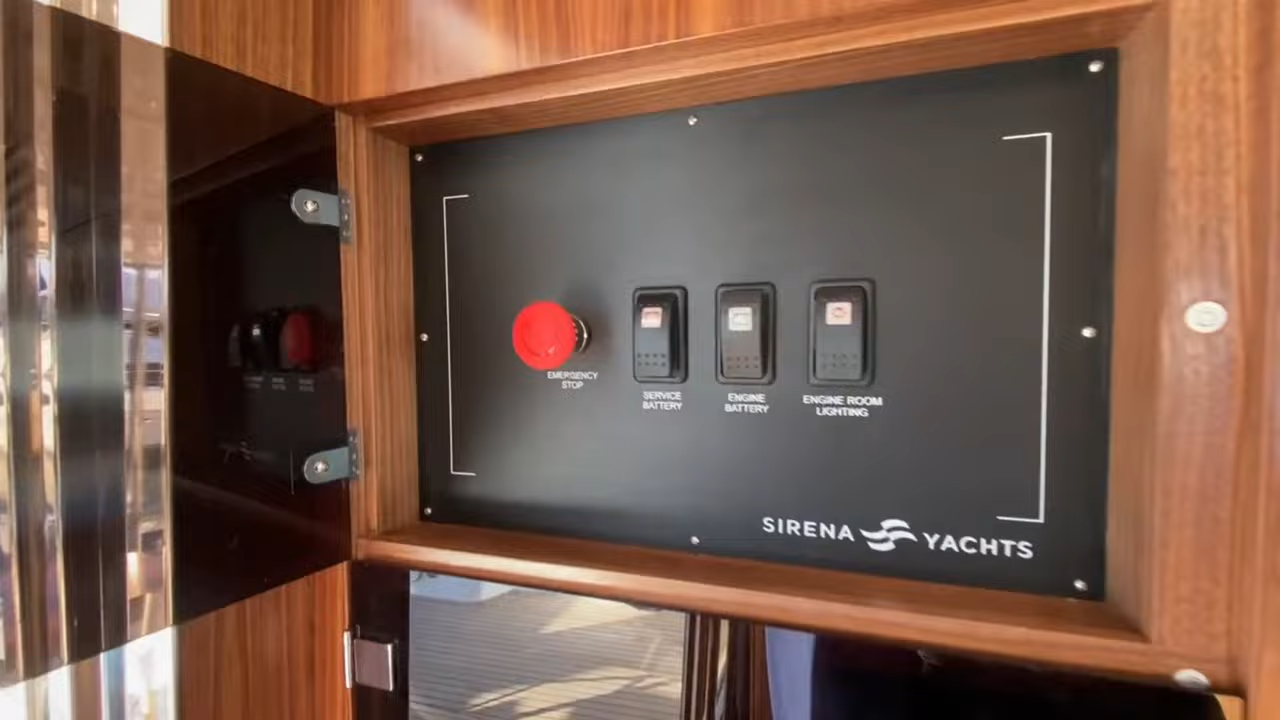 EMERGENCY
STOP
SERVICE
BATTERY
ENGINE
BATTERY
ENGINE ROOM
LIGHTING
SIRENA YACHTS